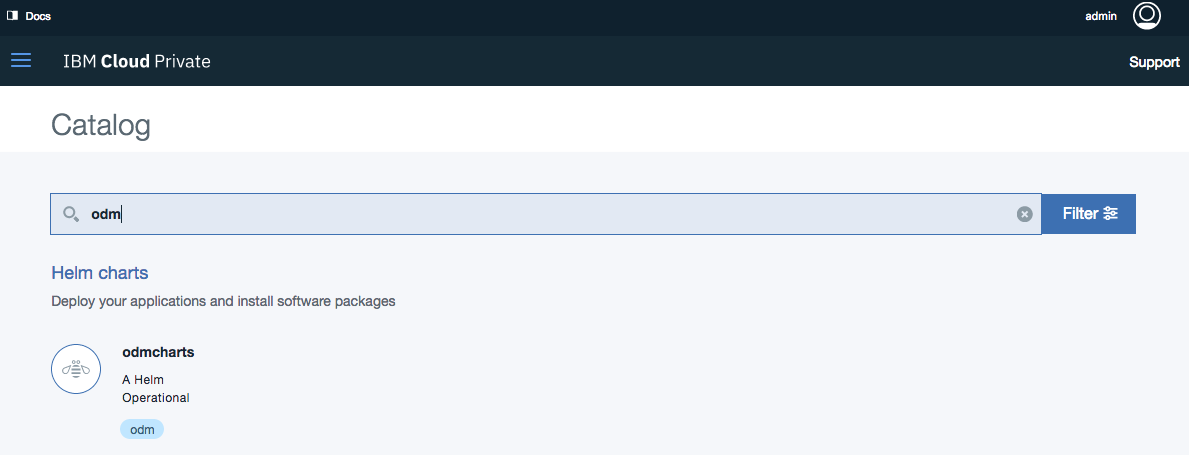 Docs
admin
IBM Cloud Private
Support
Catalog
odm
Filter
Helm charts
Deploy your applications and install software packages
odmcharts
A Helm
Operational
odm